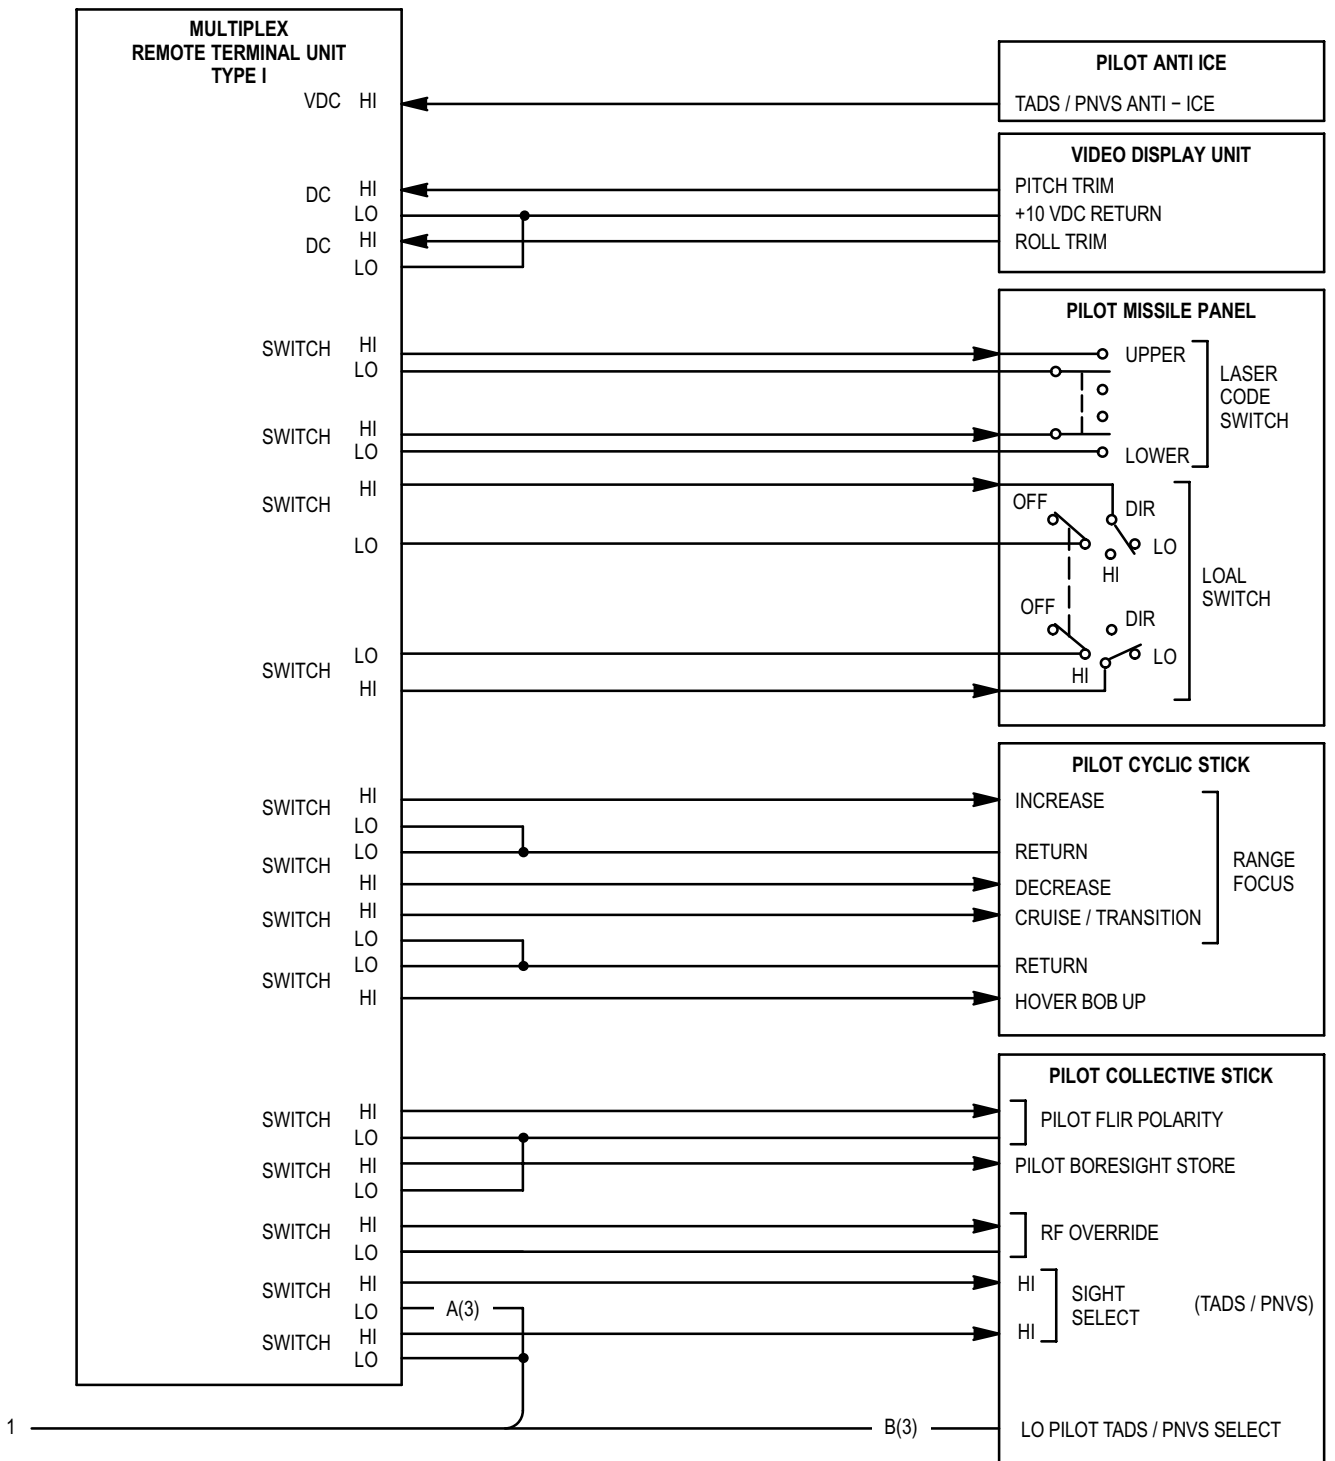 MULTIPLEX
REMOTE TERMINAL UNIT
TYPE I
VDC HI
DC HI
LO
DC HI
LO
SWITCH HI
LO
SWITCH HI
LO
SWITCH HI
LO
SWITCH LO
HI
SWITCH HI
LO
SWITCH LO
HI
SWITCH HI
LO
SWITCH LO
HI
SWITCH HI
LO
SWITCH HI
LO
SWITCH HI
LO
SWITCH HI
LO
A(3)
SWITCH HI
LO
1
B(3)
PILOT ANTI ICE
TADS / PNVS ANTI – ICE
VIDEO DISPLAY UNIT
PITCH TRIM
+10 VDC RETURN
ROLL TRIM
PILOT MISSILE PANEL
UPPER
LASER
CODE
SWITCH
LOWER
OFF
DIR
LO
HI
LOAL
SWITCH
OFF
DIR
LO
HI
PILOT CYCLIC STICK
INCREASE
RETURN
DECREASE
CRUISE / TRANSITION
RANGE
FOCUS
RETURN
HOVER BOB UP
PILOT COLLECTIVE STICK
PILOT FLIR POLARITY
PILOT BORESIGHT STORE
RF OVERRIDE
HI
SIGHT
SELECT
(TADS / PNVS)
HI
LO PILOT TADS / PNVS SELECT